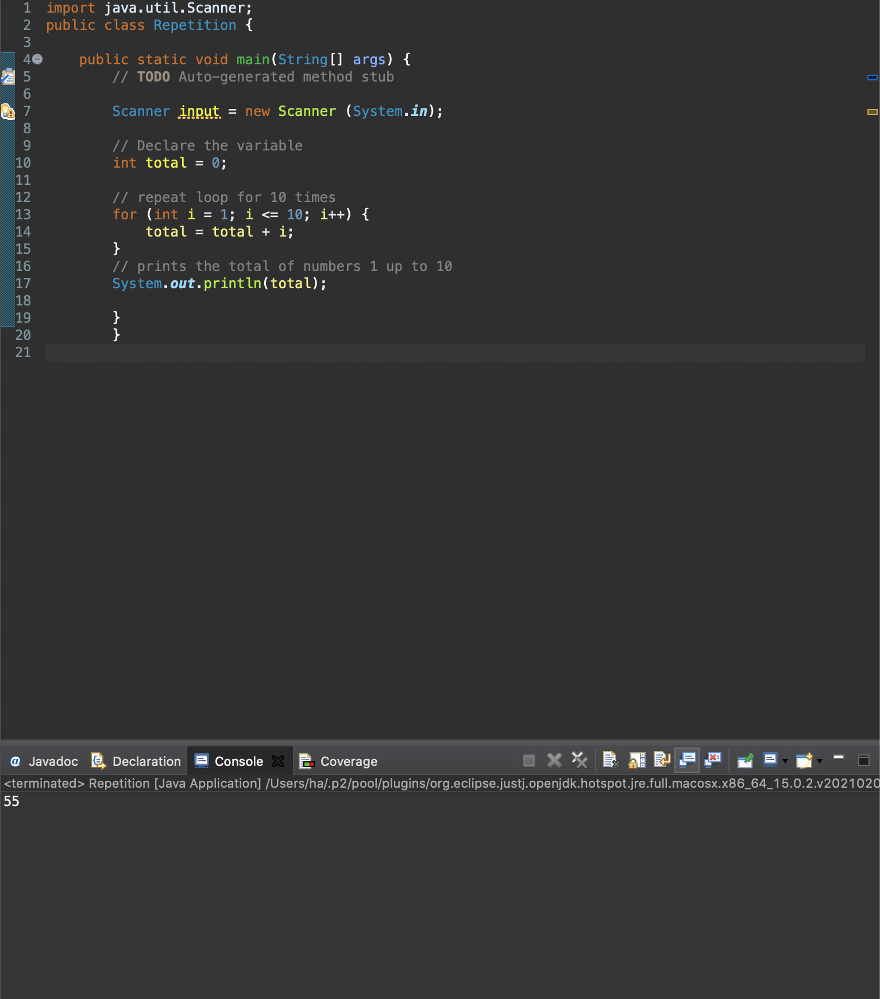 1 import java.util.Scanner;
2 public class Repetition {
3
4 public static void main(String[] args) {
5 // TODO Auto-generated method stub
6
7 Scanner input = new Scanner (System.in);
8
9 // Declare the variable
10 int total = 0;
11
12 // repeat loop for 10 times
13 for (int i = 1; i <= 10; i++) {
14 total = total + i;
15 }
16 // prints the total of numbers 1 up to 10
17 System.out.println(total);
18
19 }
20 }
21
@ Javadoc Declaration Console Coverage
<terminated> Repetition [Java Application] /Users/ha/.p2/pool/plugins/org.eclipse.justj.openjdk.hotspot.jre.full.macosx.x86_64_15.0.2.v2021020
55